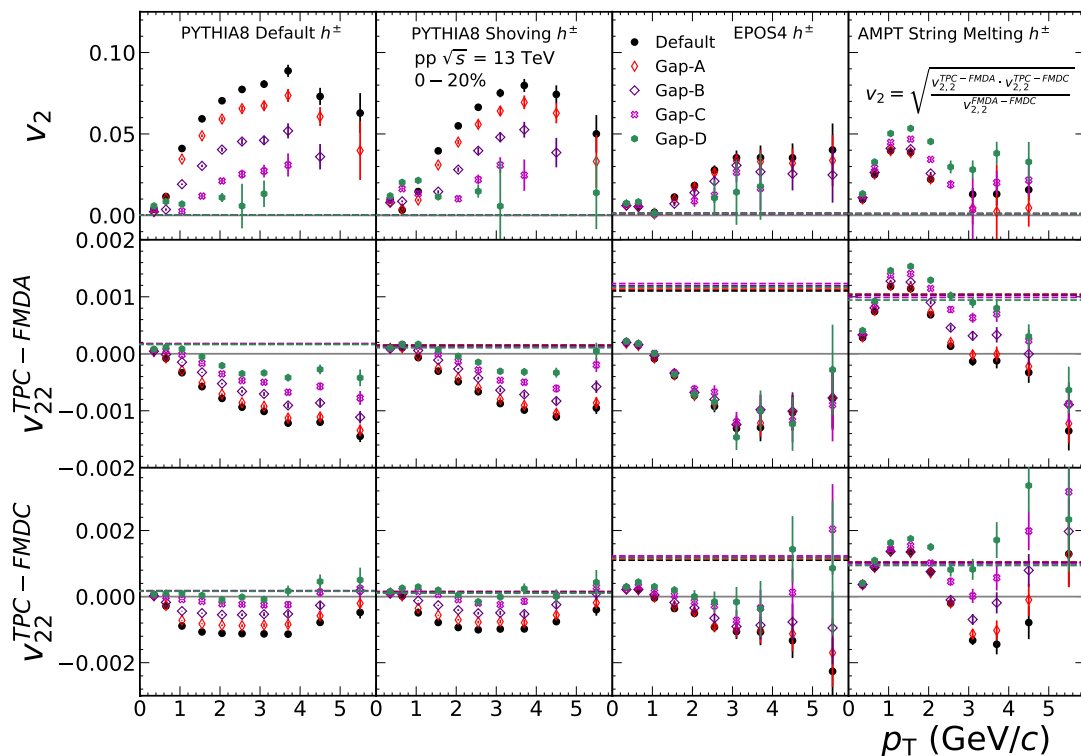 PYTHIA8 Default h±
PYTHIA8 Shoving h±
pp √s = 13 TeV
0 − 20%
EPOS4 h±
AMPT String Melting h±
v₂ = √(v₂,₂^{TPC−FMDA} · v₂,₂^{TPC−FMDC} / v₂,₂^{FMDA−FMDC})
Default
Gap-A
Gap-B
Gap-C
Gap-D
v₂
0.10
0.05
0.00
v₂₂^{TPC−FMDA}
0.002
0.001
0.000
−0.001
−0.002
v₂₂^{TPC−FMDC}
0.002
0.000
−0.002
0 1 2 3 4 5 0 1 2 3 4 5 0 1 2 3 4 5 0 1 2 3 4 5
p_T (GeV/c)